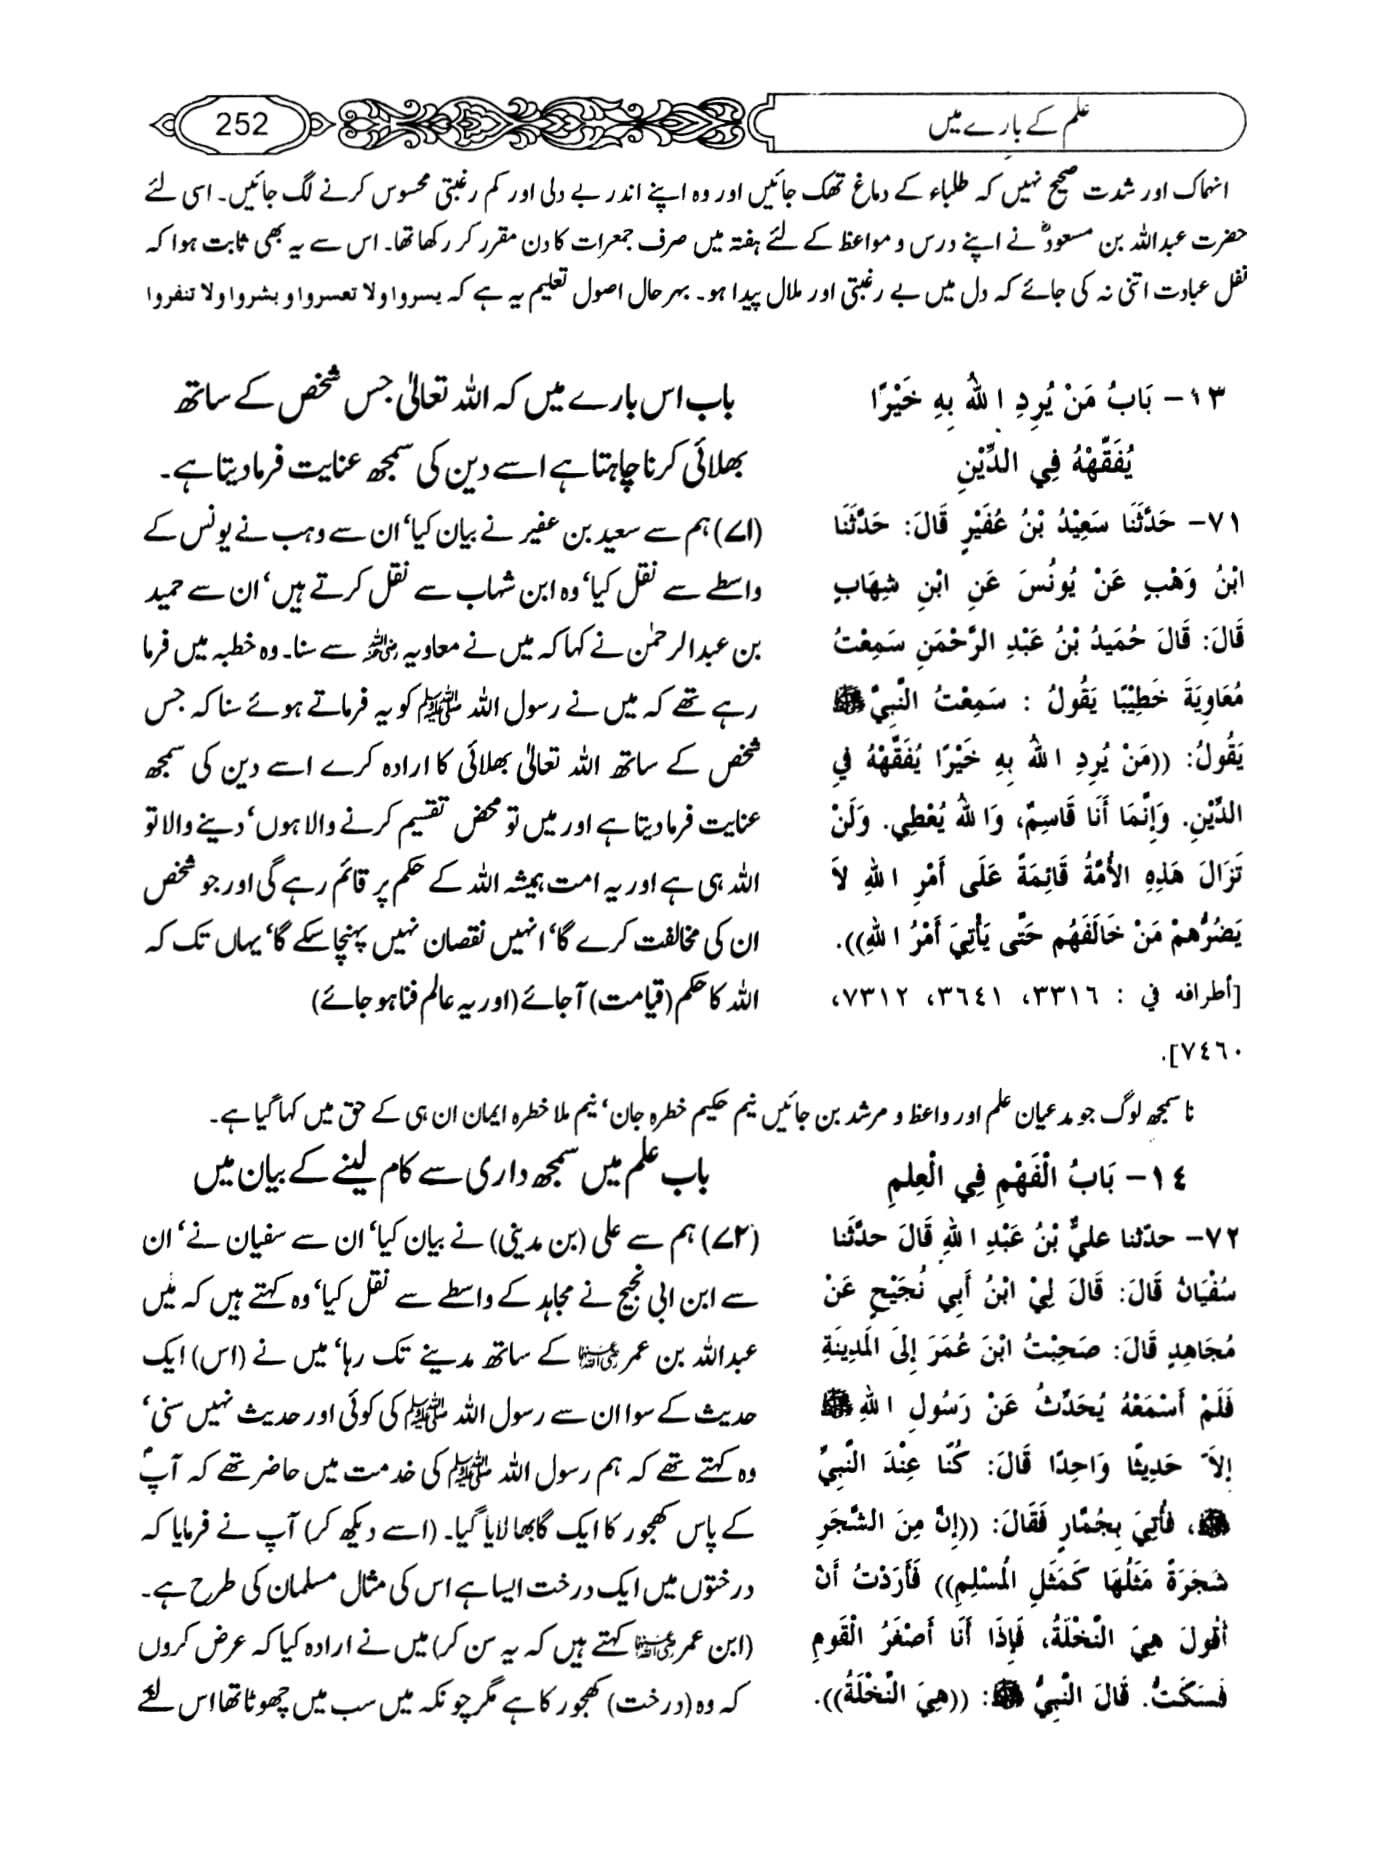 علم کے بارے میں
252
انہماک اور شدت صحیح نہیں کہ طلباء کے دماغ تھک جائیں اور وہ اپنے اندر بے دلی اور کم رغبتی محسوس کرنے لگ جائیں۔ اسی لئے
حضرت عبداللہ بن مسعودؓ نے اپنے درس و مواعظ کے لئے ہفتہ میں صرف جمعرات کا دن مقرر کر رکھا تھا۔ اس سے یہ بھی ثابت ہوا کہ
نفل عبادت اتنی نہ کی جائے کہ دل میں بے رغبتی اور ملال پیدا ہو۔ بہرحال اصول تعلیم یہ ہے کہ یسروا ولا تعسروا و بشروا ولا تنفروا
١٣- بَابُ مَنْ يُرِدِ اللهُ بِهِ خَيْرًا
يُفَقِّهْهُ فِي الدِّيْنِ
٧١- حَدَّثَنَا سَعِيْدُ بْنُ عُفَيْرٍ قَالَ: حَدَّثَنَا
ابْنُ وَهْبٍ عَنْ يُونُسَ عَنِ ابْنِ شِهَابٍ
قَالَ: قَالَ حُمَيدُ بْنُ عَبْدِ الرَّحْمَنِ سَمِعْتُ
مُعَاوِيَةَ خَطِيْبًا يَقُولُ : سَمِعْتُ النَّبِيَّ ﷺ
يَقُولُ: ((مَنْ يُرِدِ اللهُ بِهِ خَيْرًا يُفَقِّهْهُ فِي
الدِّيْنِ. وَإِنَّمَا أَنَا قَاسِمٌ، وَاللهُ يُعْطِي. وَلَنْ
تَزَالَ هَذِهِ الأُمَّةُ قَائِمَةً عَلَى أَمْرِ اللهِ لاَ
يَضُرُّهُمْ مَنْ خَالَفَهُم حَتَّى يَأْتِيَ أَمْرُ اللهِ)).
[أطرافه في : ٣٣١٦، ٣٦٤١، ٧٣١٢،
٧٤٦٠].
باب اس بارے میں کہ اللہ تعالیٰ جس شخص کے ساتھ
بھلائی کرنا چاہتا ہے اسے دین کی سمجھ عنایت فرما دیتا ہے۔
(۷۱) ہم سے سعید بن عفیر نے بیان کیا‘ ان سے وہب نے یونس کے
واسطے سے نقل کیا‘ وہ ابن شہاب سے نقل کرتے ہیں‘ ان سے حمید
بن عبدالرحمٰن نے کہا کہ میں نے معاویہ رضی اللہ عنہ سے سنا۔ وہ خطبہ میں فرما
رہے تھے کہ میں نے رسول اللہ ﷺ کو یہ فرماتے ہوئے سنا کہ جس
شخص کے ساتھ اللہ تعالیٰ بھلائی کا ارادہ کرے اسے دین کی سمجھ
عنایت فرما دیتا ہے اور میں تو محض تقسیم کرنے والا ہوں‘ دینے والا تو
اللہ ہی ہے اور یہ امت ہمیشہ اللہ کے حکم پر قائم رہے گی اور جو شخص
ان کی مخالفت کرے گا‘ انہیں نقصان نہیں پہنچا سکے گا‘ یہاں تک کہ
اللہ کا حکم (قیامت) آ جائے (اور یہ عالم فنا ہو جائے)
نا سمجھ لوگ جو مدعیان علم اور واعظ و مرشد بن جائیں نیم حکیم خطرہ جان‘ نیم ملا خطرہ ایمان ان ہی کے حق میں کہا گیا ہے۔
١٤- بَابُ الْفَهْمِ فِي الْعِلمِ
٧٢- حدّثنا عليُّ بْنُ عَبْدِ اللهِ قَالَ حدَّثَنا
سُفْيَانُ قَالَ: قَالَ لِيْ ابْنُ أَبِي نُجَيْحٍ عَنْ
مُجَاهِدٍ قَالَ: صَحِبْتُ ابْنَ عُمَرَ إِلَى الْمَدِينَةِ
فَلَمْ أَسْمَعْهُ يُحَدِّثُ عَنْ رَسُولِ اللهِ ﷺ
إِلاَّ حَدِيثًا وَاحِدًا قَالَ: كُنَّا عِنْدَ النَّبِيِّ
ﷺ، فَأُتِيَ بِجُمَّارٍ فَقَالَ: ((إِنَّ مِنَ الشَّجَرِ
شَجَرَةً مَثَلُهَا كَمَثَلِ الْمُسْلِمِ)) فَأَرَدْتُ أَنْ
أَقُولَ هِيَ النَّخْلَةُ، فَإِذَا أَنَا أَصْغَرُ الْقَومِ
فَسَكَتُّ. قَالَ النَّبِيُّ ﷺ: ((هِيَ النَّخْلَةُ)).
باب علم میں سمجھ داری سے کام لینے کے بیان میں
(۷۲) ہم سے علی (بن مدینی) نے بیان کیا‘ ان سے سفیان نے‘ ان
سے ابن ابی نجیح نے مجاہد کے واسطے سے نقل کیا‘ وہ کہتے ہیں کہ میں
عبداللہ بن عمر رضی اللہ عنہما کے ساتھ مدینے تک رہا‘ میں نے (اس) ایک
حدیث کے سوا ان سے رسول اللہ ﷺ کی کوئی اور حدیث نہیں سنی‘
وہ کہتے تھے کہ ہم رسول اللہ ﷺ کی خدمت میں حاضر تھے کہ آپؐ
کے پاس کھجور کا ایک گابھا لایا گیا۔ (اسے دیکھ کر) آپ نے فرمایا کہ
درختوں میں ایک درخت ایسا ہے اس کی مثال مسلمان کی طرح ہے۔
(ابن عمر رضی اللہ عنہما کہتے ہیں کہ یہ سن کر) میں نے ارادہ کیا کہ عرض کروں
کہ وہ (درخت) کھجور کا ہے مگر چونکہ میں سب میں چھوٹا تھا اس لئے